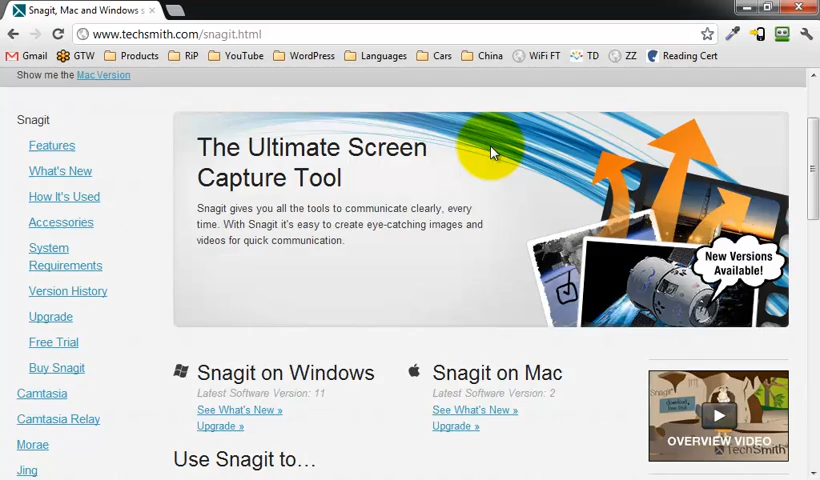 Snagit, Mac and Windows s
www.techsmith.com/snagit.html
Gmail GTW Products RiP YouTube WordPress Languages Cars China WiFi FT TD ZZ Reading Cert
Show me the Mac Version
Snagit
Features
What's New
How It's Used
Accessories
System
Requirements
Version History
Upgrade
Free Trial
Buy Snagit
Camtasia
Camtasia Relay
Morae
Jing
The Ultimate Screen
Capture Tool
Snagit gives you all the tools to communicate clearly, every
time. With Snagit it's easy to create eye-catching images and
videos for quick communication.
New Versions
Available!
Snagit on Windows
Latest Software Version: 11
See What's New »
Upgrade »
Snagit on Mac
Latest Software Version: 2
See What's New »
Upgrade »
Snagit
OVERVIEW VIDEO
TechSmith
Use Snagit to…